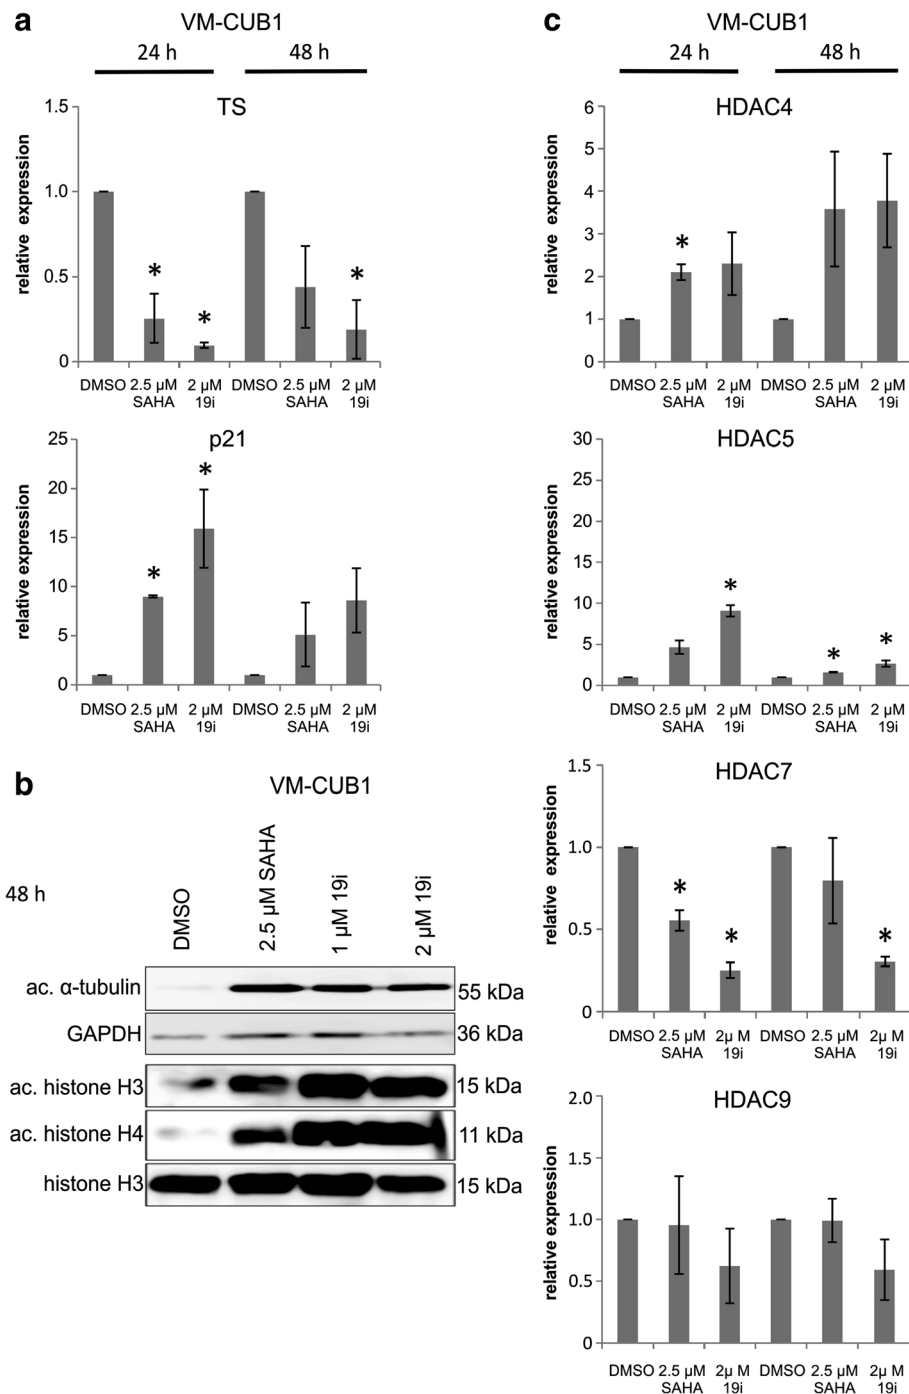 a
VM-CUB1
24 h 48 h
TS
relative expression
1.5
1.0
0.5
0
DMSO 2.5 µM SAHA 2 µM 19i DMSO 2.5 µM SAHA 2 µM 19i
* * *
p21
relative expression
25
20
15
10
5
0
DMSO 2.5 µM SAHA 2 µM 19i DMSO 2.5 µM SAHA 2 µM 19i
* *
b
VM-CUB1
48 h
DMSO
2.5 µM SAHA
1 µM 19i
2 µM 19i
ac. α-tubulin 55 kDa
GAPDH 36 kDa
ac. histone H3 15 kDa
ac. histone H4 11 kDa
histone H3 15 kDa
c
VM-CUB1
24 h 48 h
HDAC4
relative expression
6
5
4
3
2
1
0
DMSO 2.5 µM SAHA 2 µM 19i DMSO 2.5 µM SAHA 2 µM 19i
*
HDAC5
relative expression
30
25
20
15
10
5
0
DMSO 2.5 µM SAHA 2 µM 19i DMSO 2.5 µM SAHA 2 µM 19i
* * *
HDAC7
relative expression
1.5
1.0
0.5
0
DMSO 2.5 µM SAHA 2µ M 19i DMSO 2.5 µM SAHA 2µ M 19i
* * *
HDAC9
relative expression
2.0
1.5
1.0
0.5
0
DMSO 2.5 µM SAHA 2µ M 19i DMSO 2.5 µM SAHA 2µ M 19i